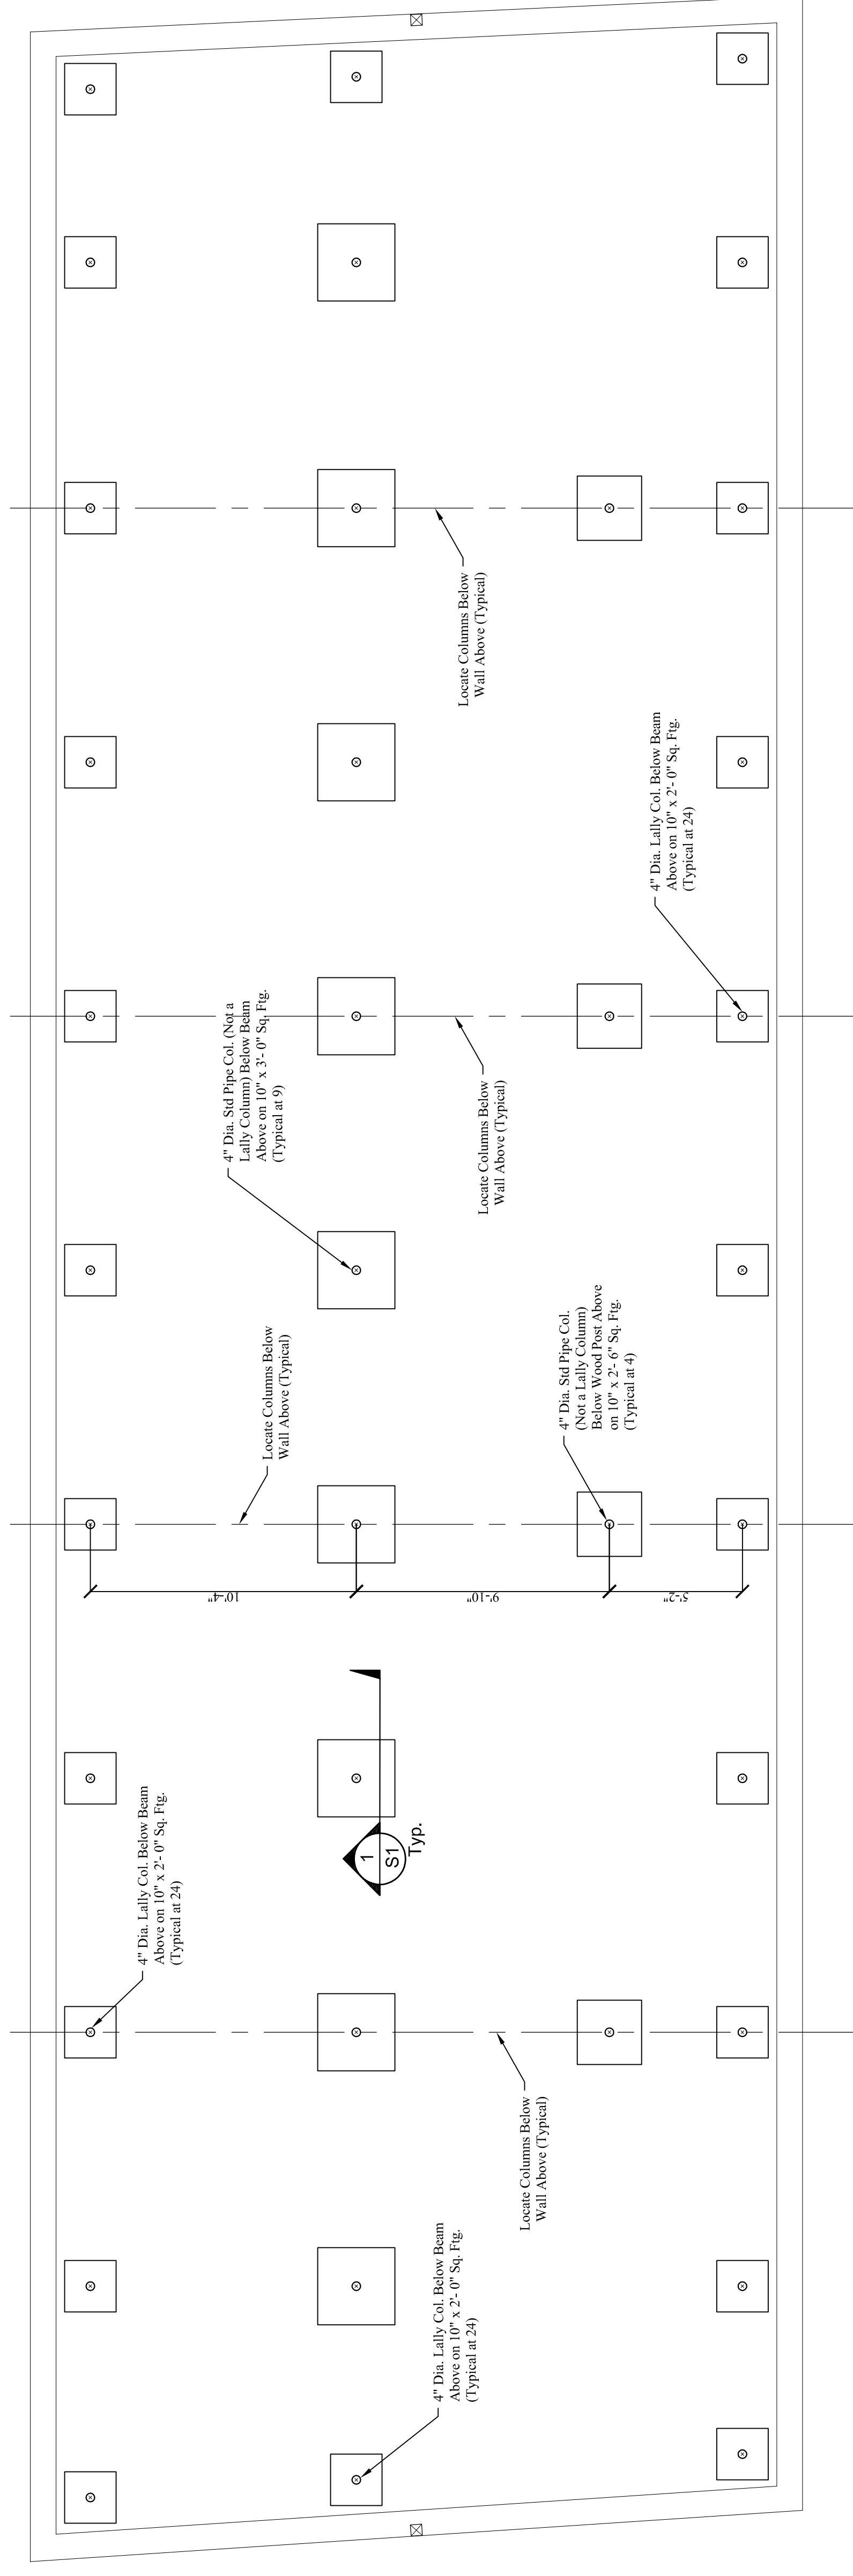 Locate Columns Below
Wall Above (Typical)
4" Dia. Lally Col. Below Beam
Above on 10" x 2'- 0" Sq. Ftg.
(Typical at 24)
4" Dia. Std Pipe Col. (Not a
Lally Column) Below Beam
Above on 10" x 3'- 0" Sq. Ftg.
(Typical at 9)
Locate Columns Below
Wall Above (Typical)
Locate Columns Below
Wall Above (Typical)
4" Dia. Std Pipe Col.
(Not a Lally Column)
Below Wood Post Above
on 10" x 2'- 6" Sq. Ftg.
(Typical at 4)
10'-4"
9'-10"
5'-2"
4" Dia. Lally Col. Below Beam
Above on 10" x 2'- 0" Sq. Ftg.
(Typical at 24)
1
S1
Typ.
Locate Columns Below
Wall Above (Typical)
4" Dia. Lally Col. Below Beam
Above on 10" x 2'- 0" Sq. Ftg.
(Typical at 24)